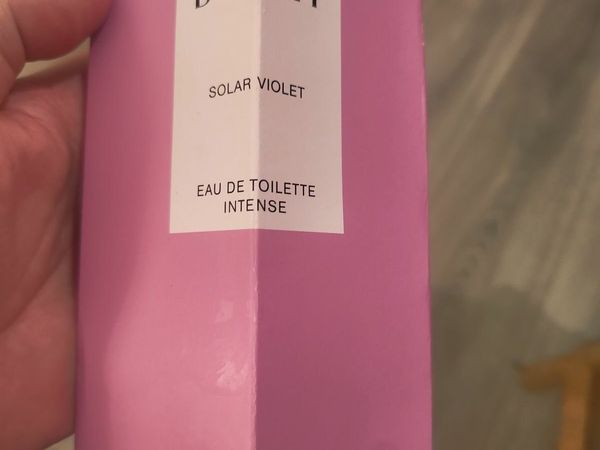 SOLAR VIOLET
EAU DE TOILETTE
INTENSE